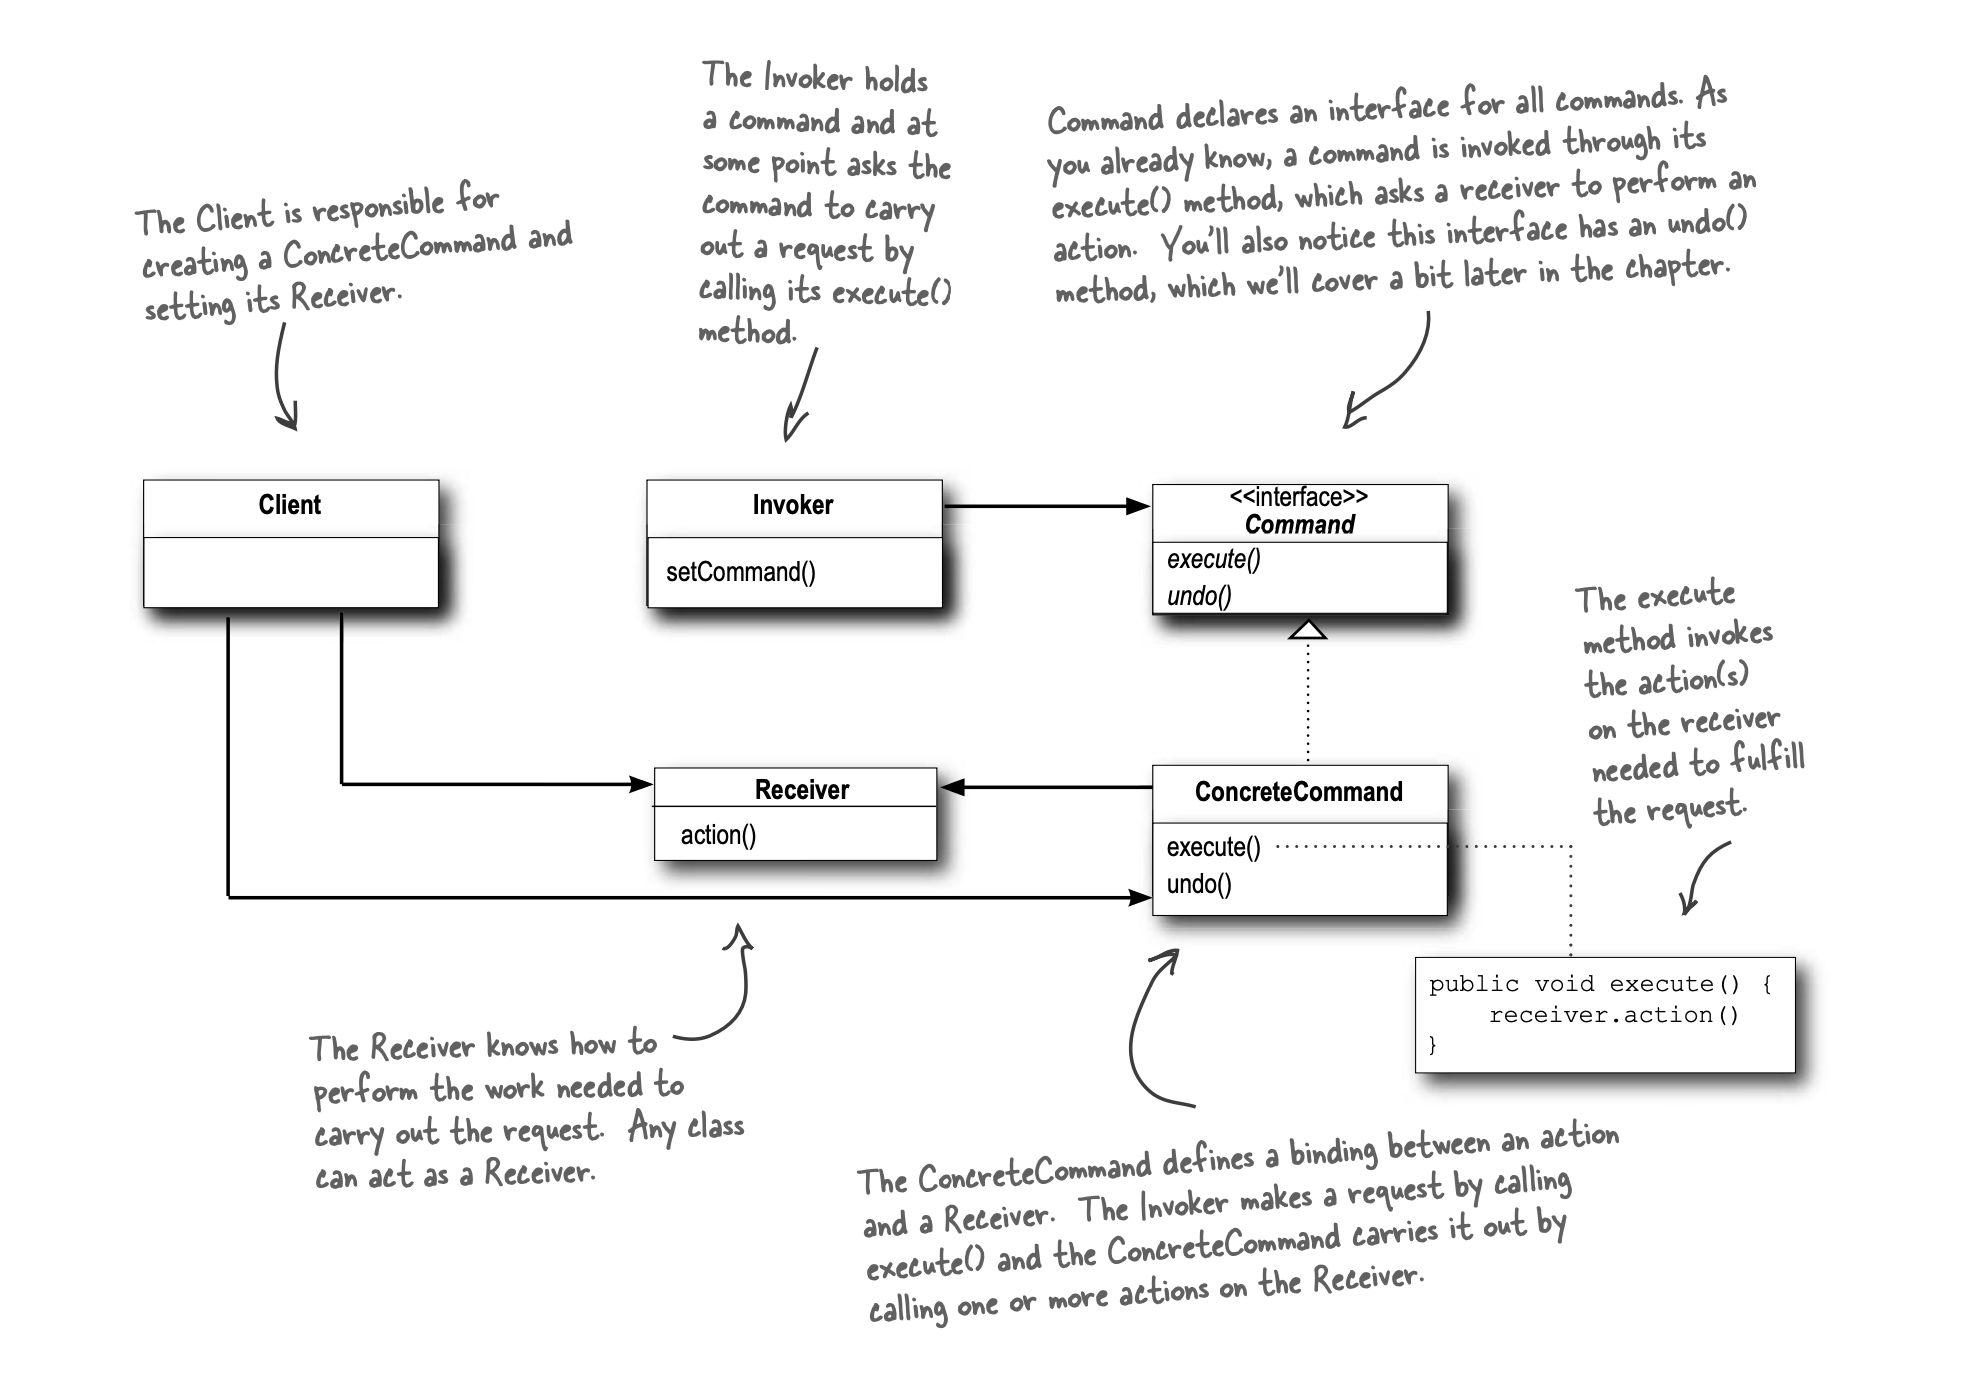 The Client is responsible for
creating a ConcreteCommand and
setting its Receiver.
The Invoker holds
a command and at
some point asks the
command to carry
out a request by
calling its execute()
method.
Command declares an interface for all commands. As
you already know, a command is invoked through its
execute() method, which asks a receiver to perform an
action. You'll also notice this interface has an undo()
method, which we'll cover a bit later in the chapter.
Client
Invoker
setCommand()
<<interface>>
Command
execute()
undo()
The execute
method invokes
the action(s)
on the receiver
needed to fulfill
the request.
Receiver
action()
ConcreteCommand
execute()
undo()
public void execute() {
receiver.action()
}
The Receiver knows how to
perform the work needed to
carry out the request. Any class
can act as a Receiver.
The ConcreteCommand defines a binding between an action
and a Receiver. The Invoker makes a request by calling
execute() and the ConcreteCommand carries it out by
calling one or more actions on the Receiver.